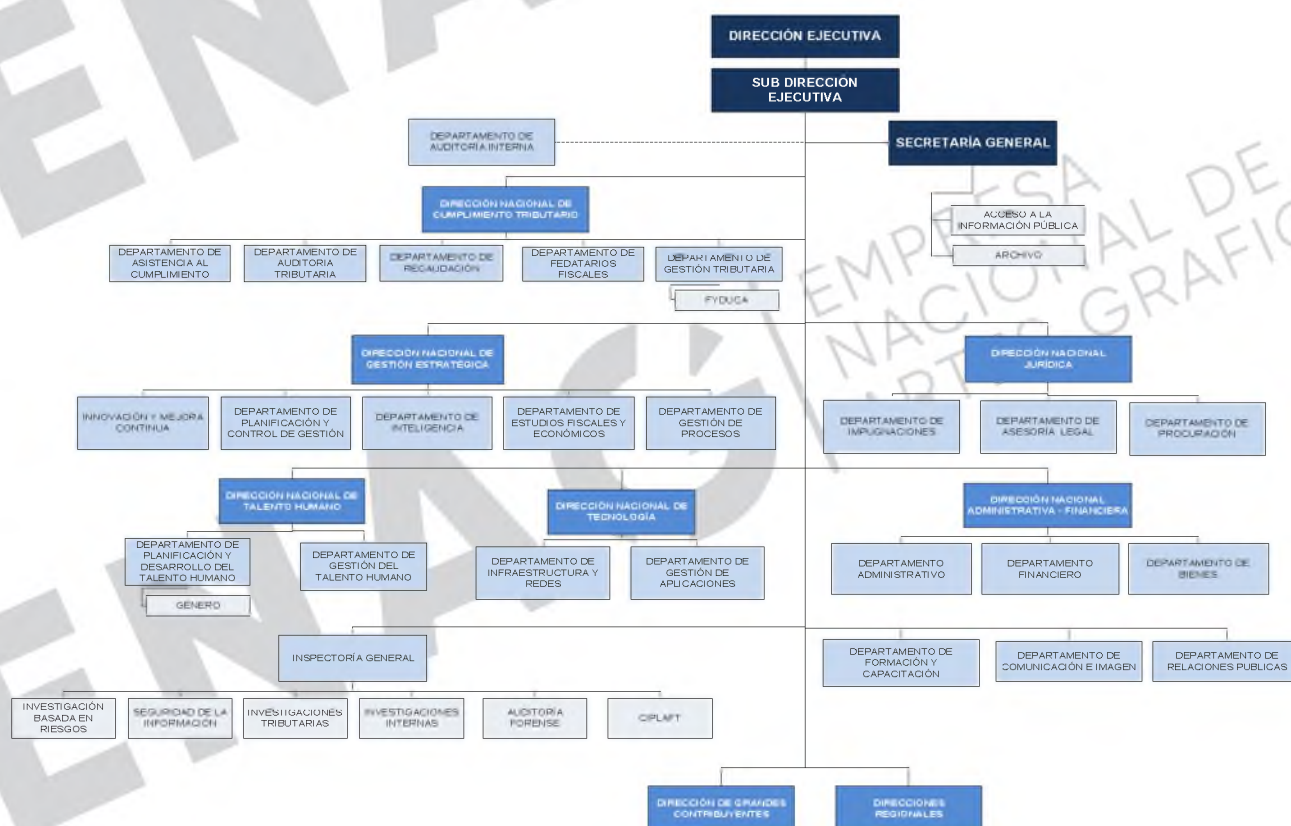 DIRECCIÓN EJECUTIVA
SUB DIRECCIÓN
EJECUTIVA
DEPARTAMENTO DE
AUDITORÍA INTERNA
SECRETARÍA GENERAL
ACCESO A LA
INFORMACIÓN PÚBLICA
ARCHIVO
DIRECCIÓN NACIONAL DE
CUMPLIMIENTO TRIBUTARIO
DEPARTAMENTO DE
ASISTENCIA AL
CUMPLIMIENTO
DEPARTAMENTO DE
AUDITORIA
TRIBUTARIA
DEPARTAMENTO DE
RECAUDACIÓN
DEPARTAMENTO DE
FEDATARIOS
FISCALES
DEPARTAMENTO DE
GESTIÓN TRIBUTARIA
FYDUCA
DIRECCIÓN NACIONAL DE
GESTIÓN ESTRATÉGICA
DIRECCIÓN NACIONAL
JURÍDICA
INNOVACIÓN Y MEJORA
CONTINUA
DEPARTAMENTO DE
PLANIFICACIÓN Y
CONTROL DE GESTIÓN
DEPARTAMENTO DE
INTELIGENCIA
DEPARTAMENTO DE
ESTUDIOS FISCALES Y
ECONÓMICOS
DEPARTAMENTO DE
GESTIÓN DE
PROCESOS
DEPARTAMENTO DE
IMPUGNACIONES
DEPARTAMENTO DE
ASESORÍA LEGAL
DEPARTAMENTO DE
PROCURACIÓN
DIRECCIÓN NACIONAL DE
TALENTO HUMANO
DIRECCIÓN NACIONAL DE
TECNOLOGÍA
DIRECCIÓN NACIONAL
ADMINISTRATIVA - FINANCIERA
DEPARTAMENTO DE
PLANIFICACIÓN Y
DESARROLLO DEL
TALENTO HUMANO
GÉNERO
DEPARTAMENTO DE
GESTIÓN DEL
TALENTO HUMANO
DEPARTAMENTO DE
INFRAESTRUCTURA Y
REDES
DEPARTAMENTO DE
GESTIÓN DE
APLICACIONES
DEPARTAMENTO
ADMINISTRATIVO
DEPARTAMENTO
FINANCIERO
DEPARTAMENTO DE
BIENES
INSPECTORÍA GENERAL
DEPARTAMENTO DE
FORMACIÓN Y
CAPACITACIÓN
DEPARTAMENTO DE
COMUNICACIÓN E IMAGEN
DEPARTAMENTO DE
RELACIONES PUBLICAS
INVESTIGACIÓN
BASADA EN
RIESGOS
SEGURIDAD DE LA
INFORMACIÓN
INVESTIGACIONES
TRIBUTARIAS
INVESTIGACIONES
INTERNAS
AUDITORÍA
FORENSE
CIPLAFT
DIRECCIÓN DE GRANDES
CONTRIBUYENTES
DIRECCIONES
REGIONALES
ENAG
EMPRESA
NACIONAL DE
ARTES GRAFIC